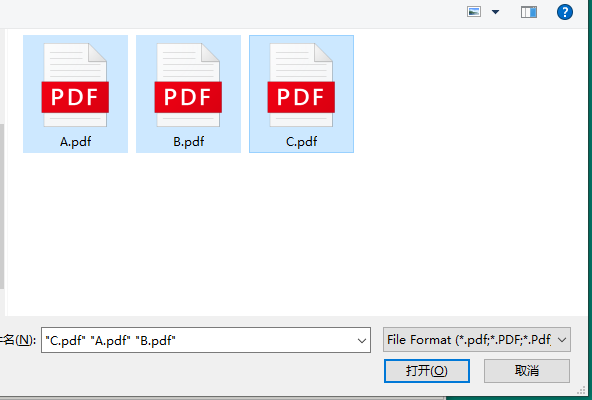 PDF PDF PDF
A.pdf B.pdf C.pdf
名(N): "C.pdf" "A.pdf" "B.pdf" File Format (*.pdf;*.PDF;*.Pdf
打开(O) 取消